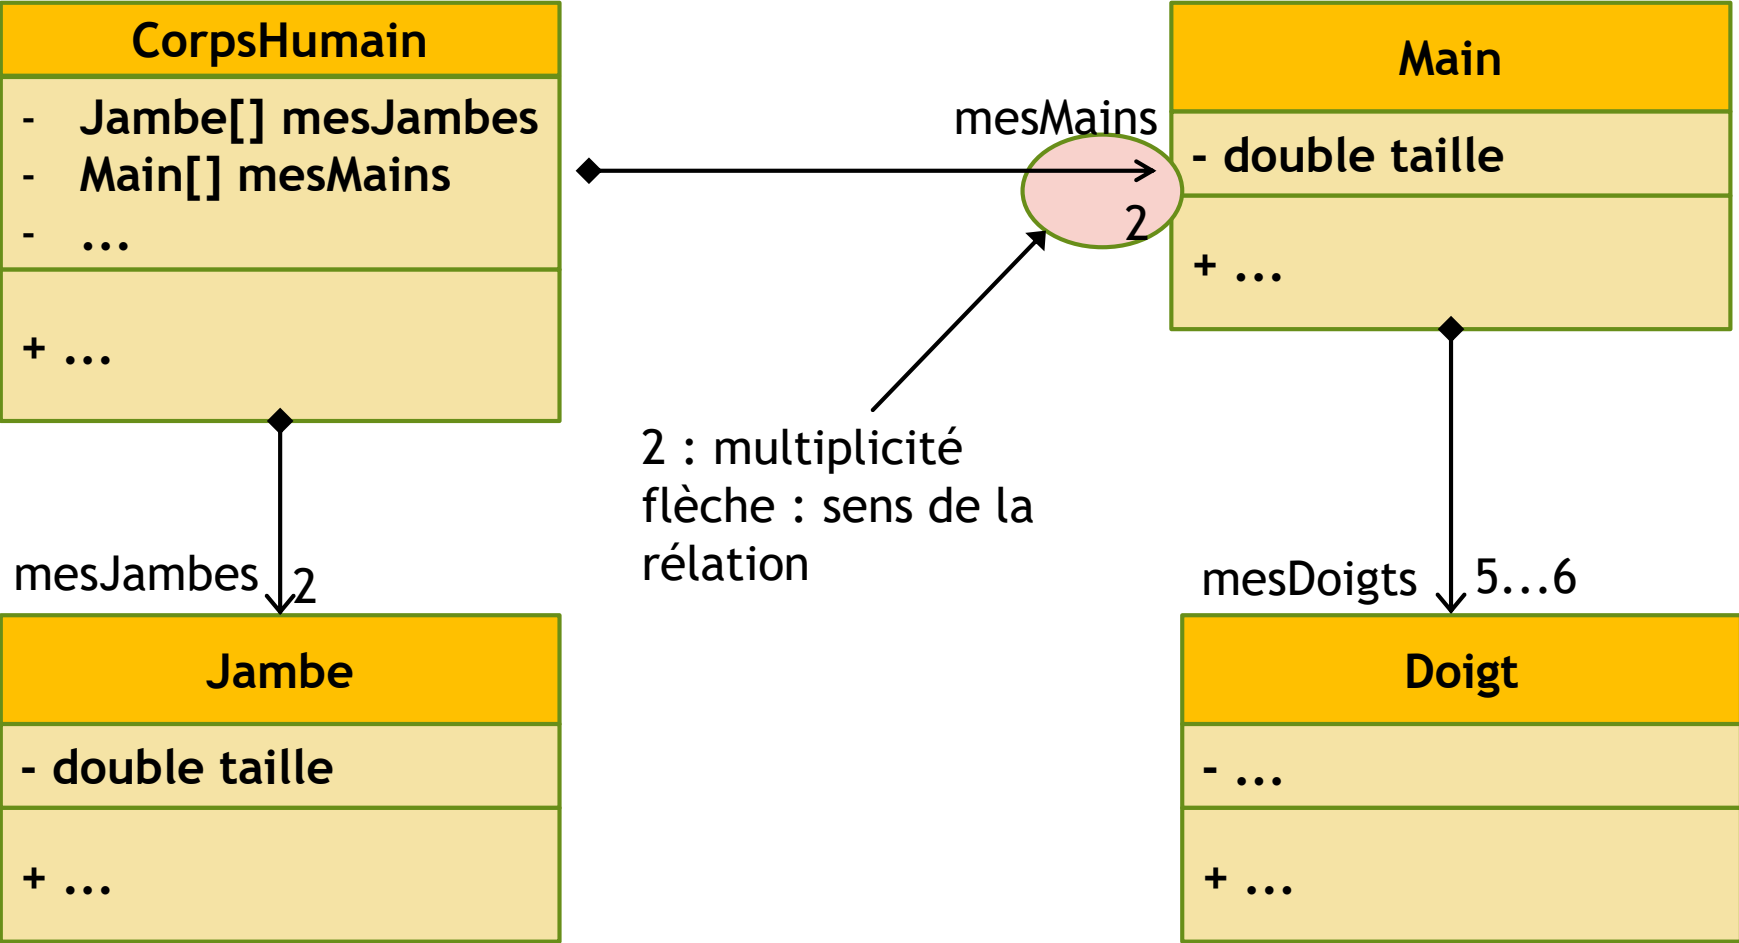 CorpsHumain
- Jambe[] mesJambes
- Main[] mesMains
- ...
+ ...
mesMains
2
Main
- double taille
+ ...
2 : multiplicité
flèche : sens de la
rélation
mesJambes
2
mesDoigts
5...6
Jambe
- double taille
+ ...
Doigt
- ...
+ ...